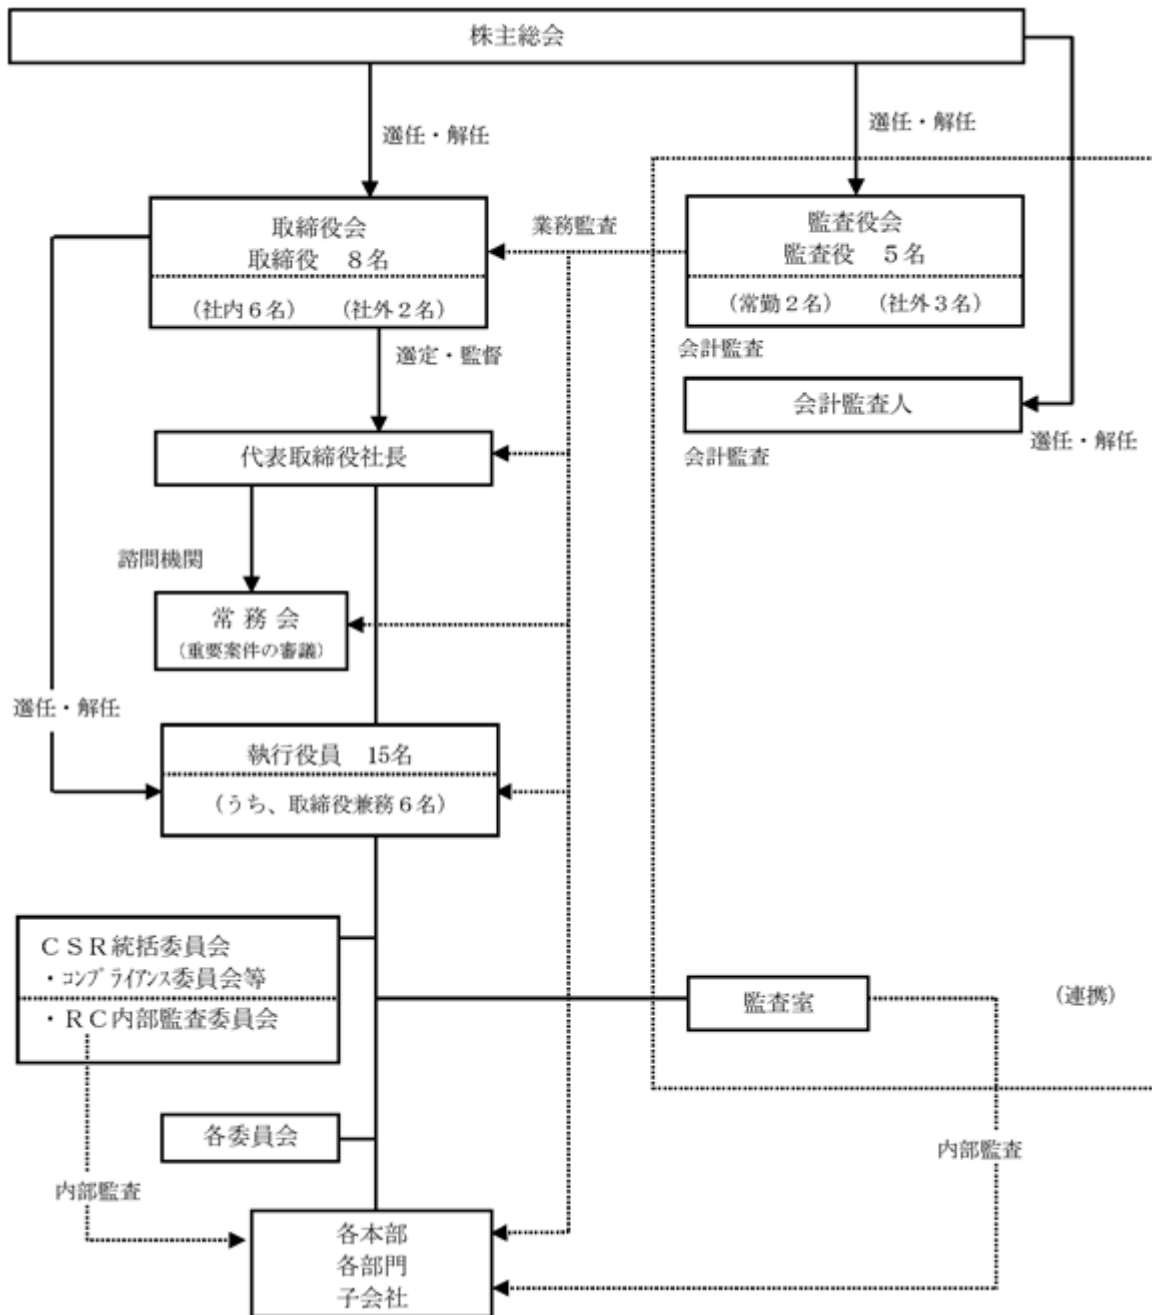 株主総会
選任・解任
選任・解任
取締役会
取締役 8名
(社内6名) (社外2名)
業務監査
監査役会
監査役 5名
(常勤2名) (社外3名)
会計監査
選定・監督
会計監査人
選任・解任
会計監査
代表取締役社長
諮問機関
常務会
(重要案件の審議)
選任・解任
執行役員 15名
(うち、取締役兼務6名)
CSR統括委員会
・コンプライアンス委員会等
・RC内部監査委員会
監査室
(連携)
各委員会
内部監査
内部監査
各本部
各部門
子会社